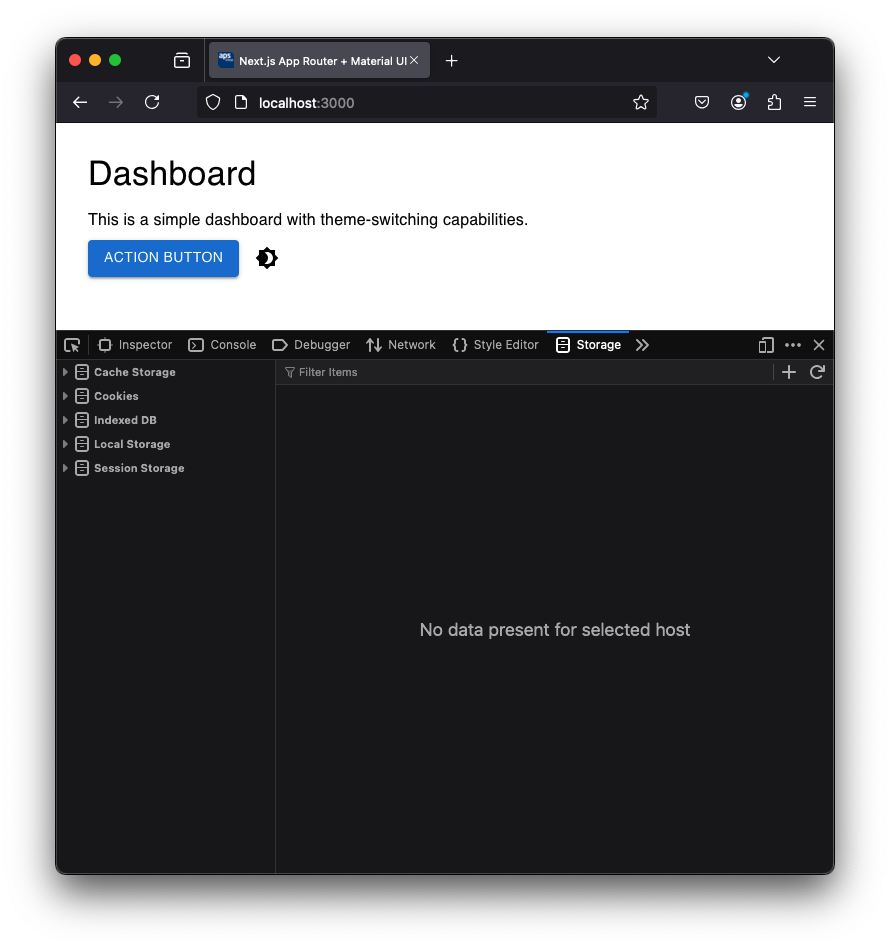 aps
Next.js App Router + Material UI
localhost:3000
Dashboard
This is a simple dashboard with theme-switching capabilities.
ACTION BUTTON
Inspector Console Debugger Network Style Editor Storage
Cache Storage
Filter Items
Cookies
Indexed DB
Local Storage
Session Storage
No data present for selected host